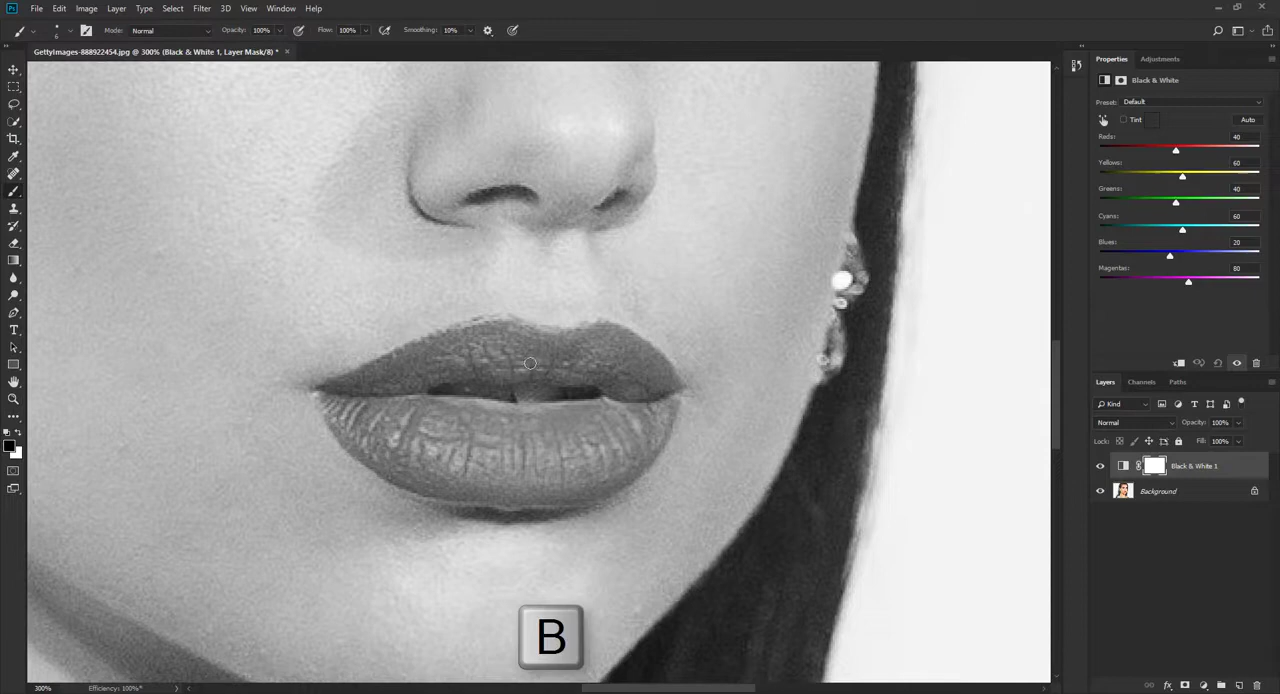 Ps File Edit Image Layer Type Select Filter 3D View Window Help
6 Mode: Normal Opacity: 100% Flow: 100% Smoothing: 10%
GettyImages-888922454.jpg @ 300% (Black & White 1, Layer Mask/8) * ×
Properties Adjustments
Black & White
Preset: Default
Tint Auto
Reds: 40
Yellows: 60
Greens: 40
Cyans: 60
Blues: 20
Magentas: 80
Layers Channels Paths
Kind
Normal Opacity: 100%
Lock: Fill: 100%
Black & White 1
Background
B
300% Efficiency: 100%*